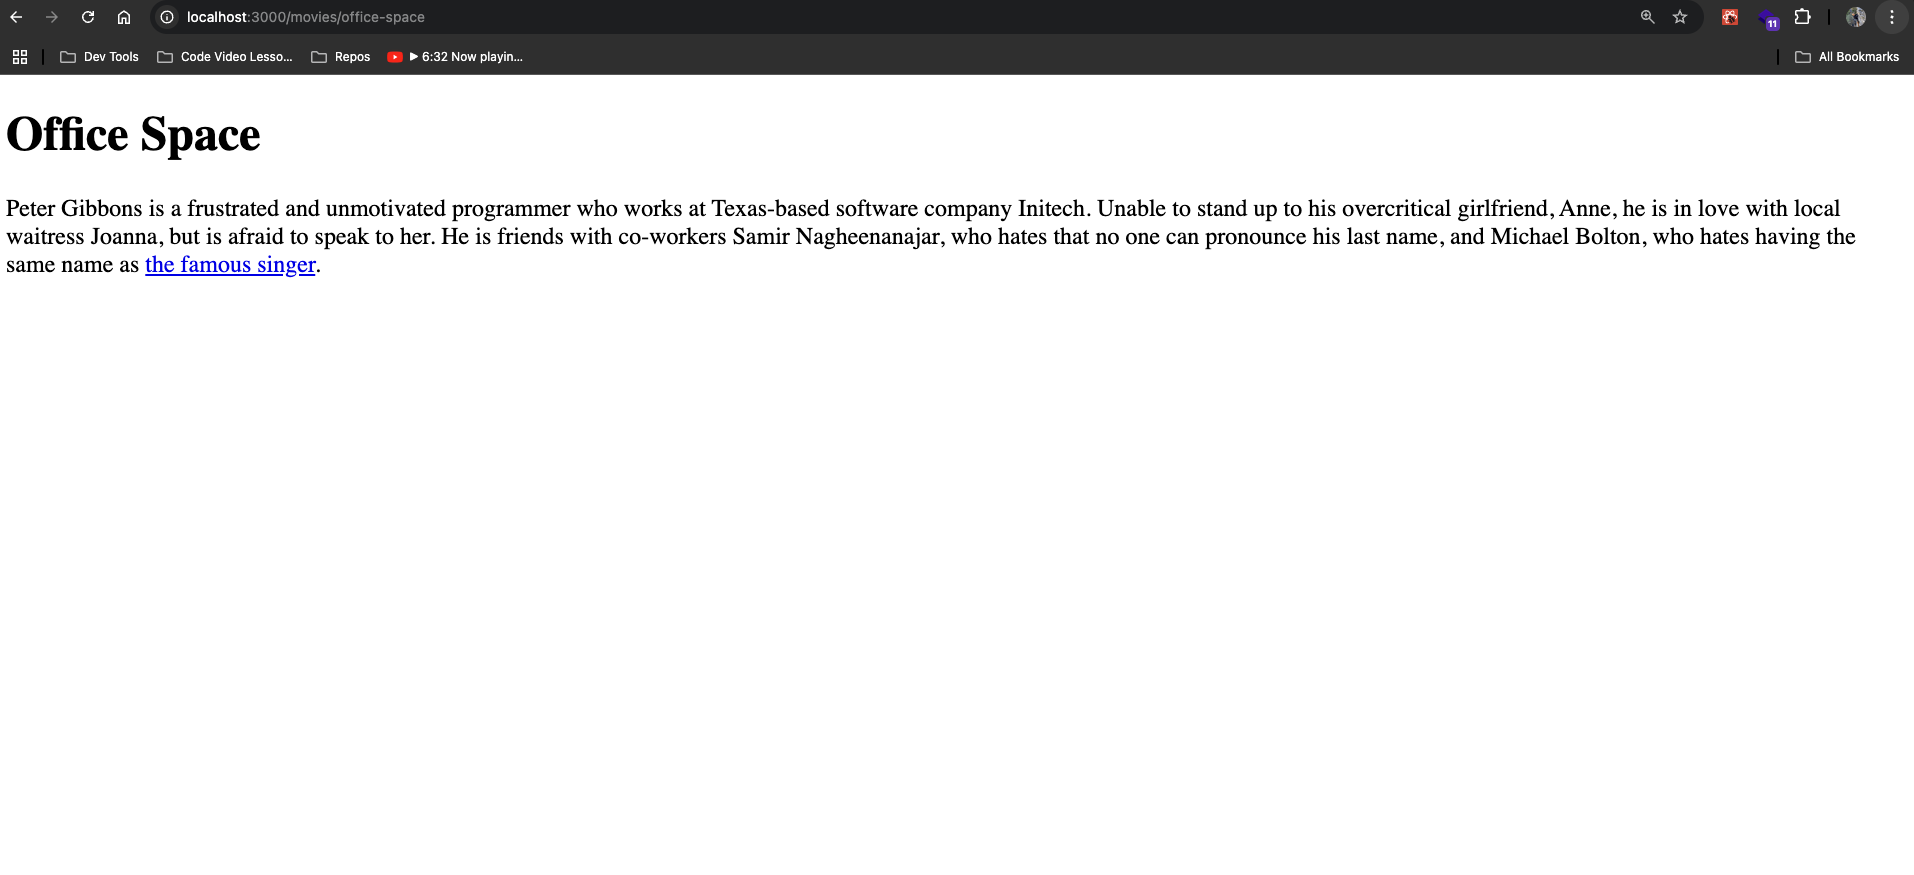 localhost:3000/movies/office-space
11
Dev Tools Code Video Lesso... Repos ▶ 6:32 Now playin... All Bookmarks
Office Space
Peter Gibbons is a frustrated and unmotivated programmer who works at Texas-based software company Initech. Unable to stand up to his overcritical girlfriend, Anne, he is in love with local
waitress Joanna, but is afraid to speak to her. He is friends with co-workers Samir Nagheenanajar, who hates that no one can pronounce his last name, and Michael Bolton, who hates having the
same name as the famous singer.